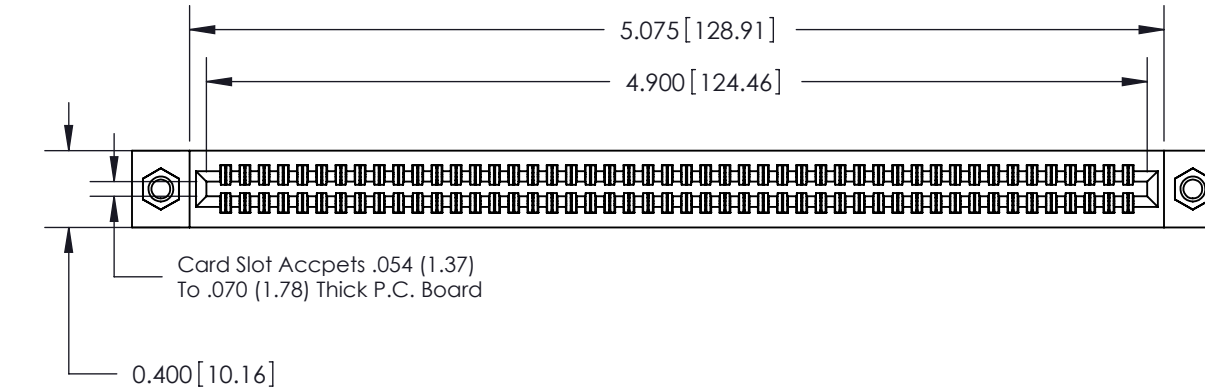 5.075[128.91]
4.900[124.46]
Card Slot Accpets .054 (1.37)
To .070 (1.78) Thick P.C. Board
0.400[10.16]